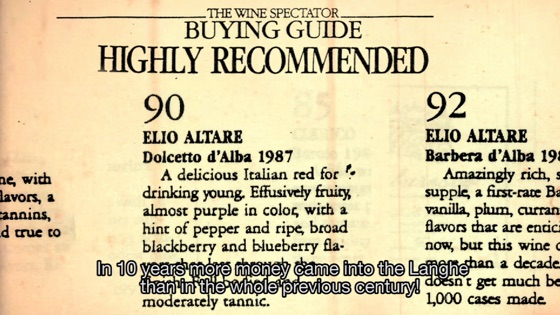 THE WINE SPECTATOR
BUYING GUIDE
HIGHLY RECOMMENDED
90
ELIO ALTARE
Dolcetto d'Alba 1987
A delicious Italian red for
drinking young. Effusively fruity,
almost purple in color, with a
hint of pepper and ripe, broad
blackberry and blueberry fla-
moderately tannic.
92
ELIO ALTARE
Barbera d'Alba 198
Amazingly rich, s
supple, a first-rate Ba
vanilla, plum, curran
flavors that are entici
now, but this wine c
more than a decade
doesn't get much be
1,000 cases made.
ne, with
lavors, a
tannins,
d true to
In 10 years more money came into the Langhe
than in the whole previous century!